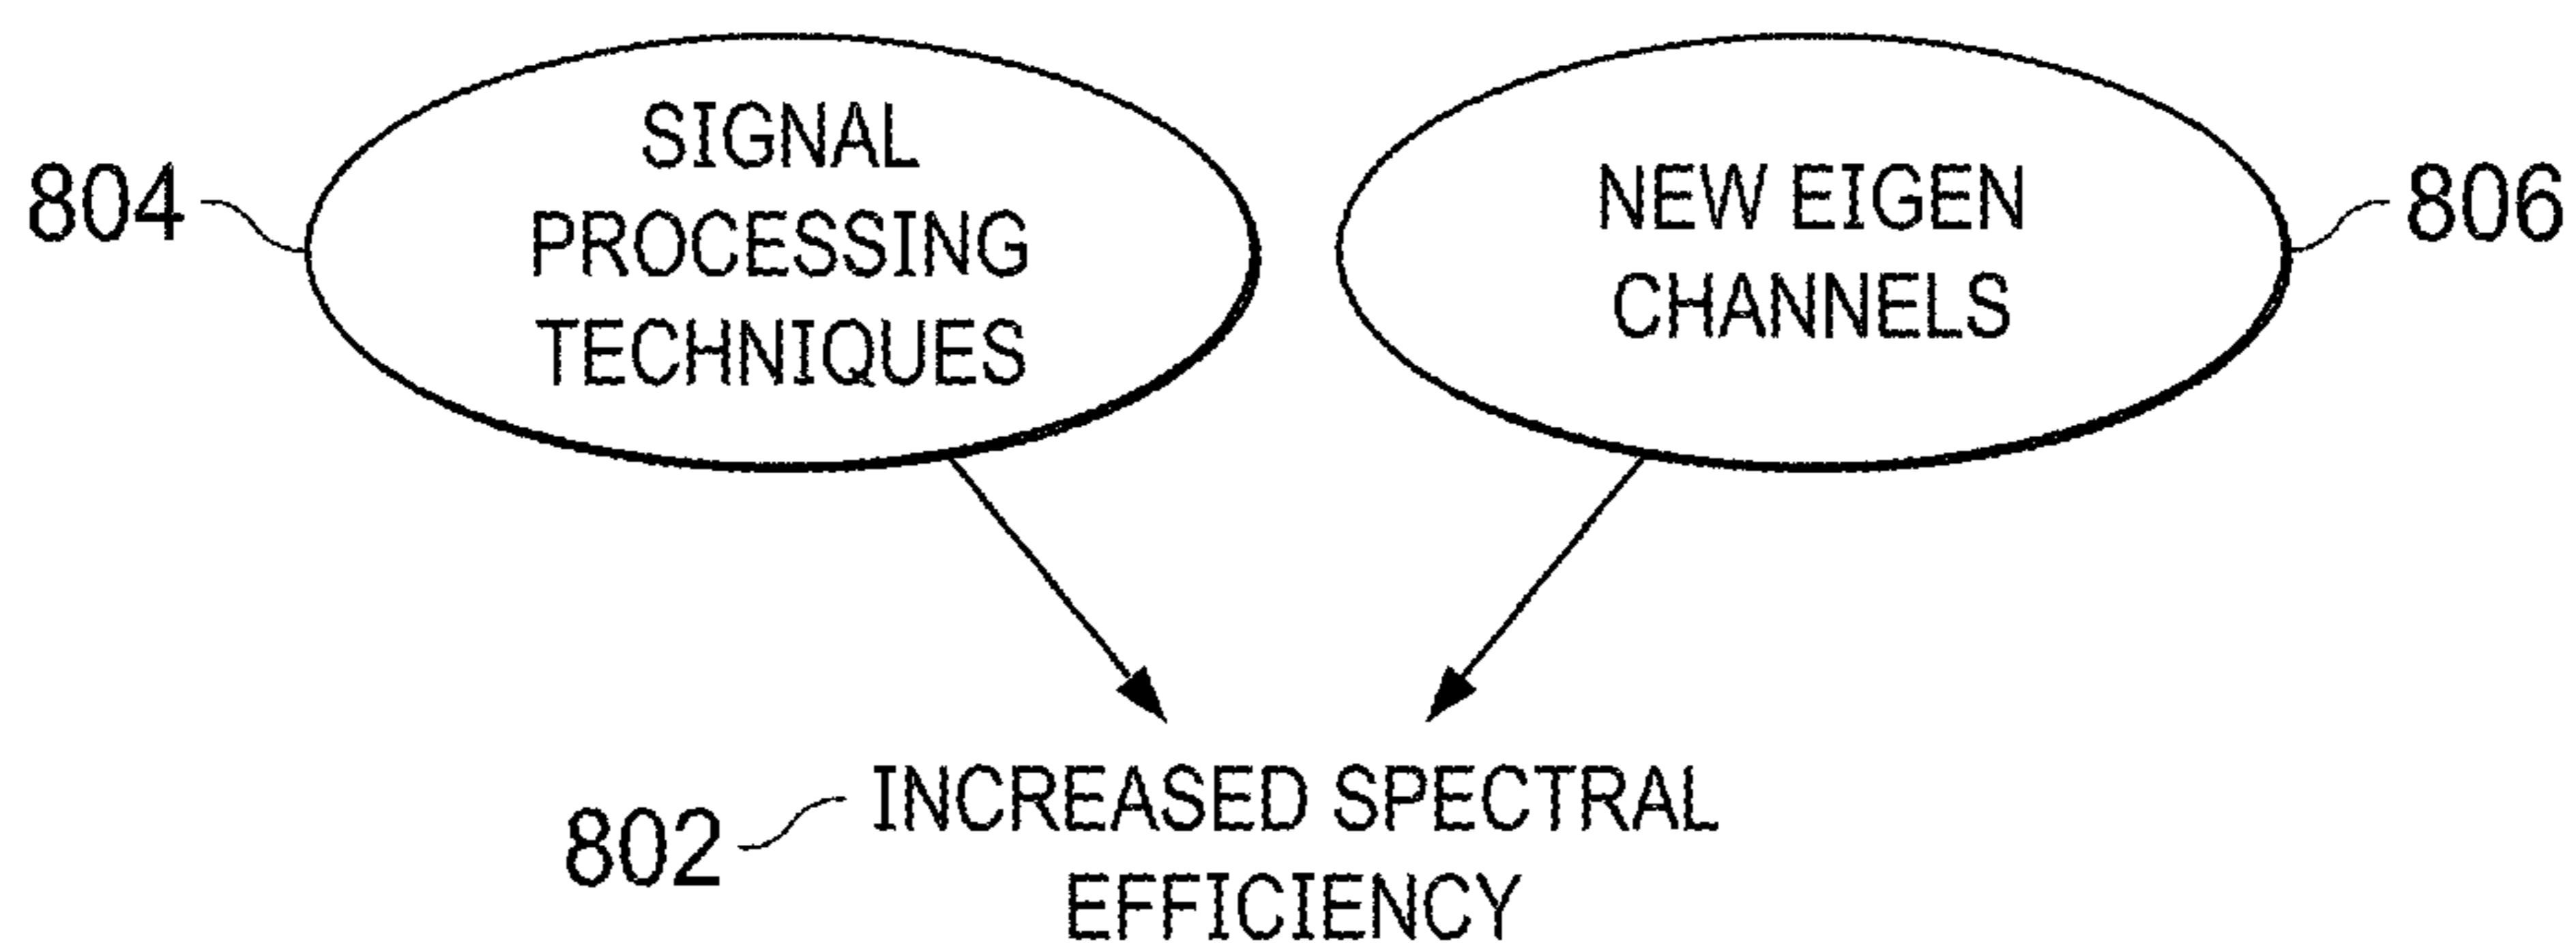 SIGNAL
PROCESSING
TECHNIQUES
804
NEW EIGEN
CHANNELS
806
802
INCREASED SPECTRAL
EFFICIENCY